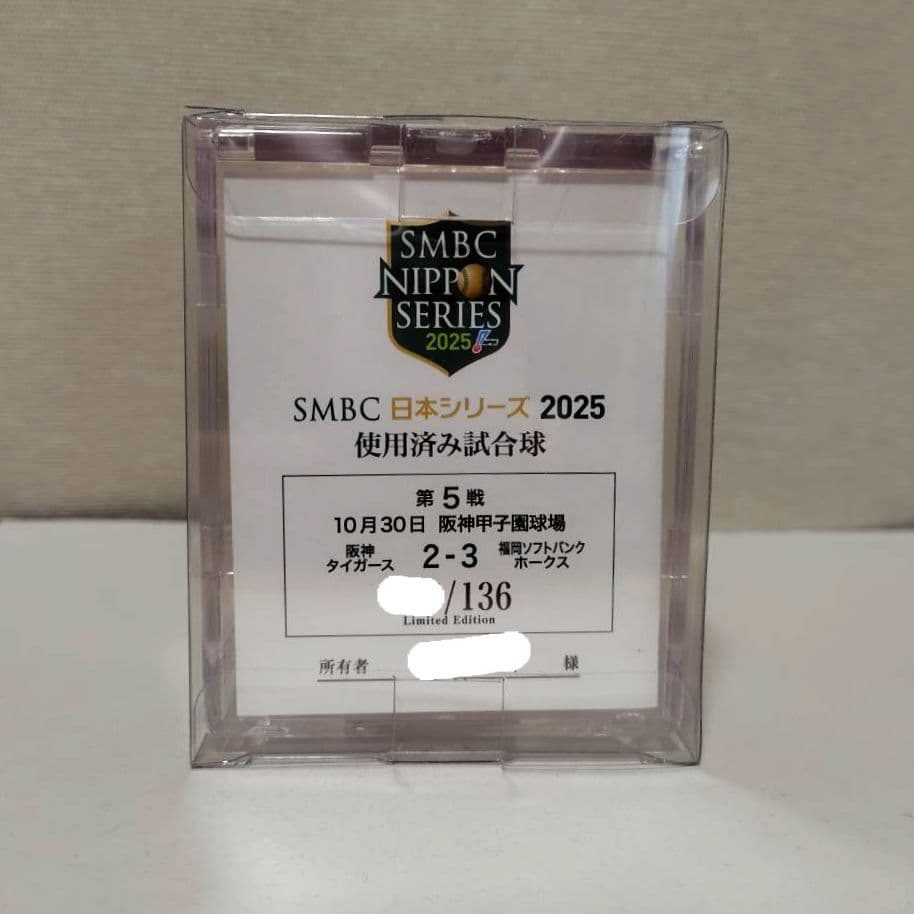 SMBC
NIPPON
SERIES
2025
SMBC 日本シリーズ 2025
使用済み試合球
第5戦
10月30日 阪神甲子園球場
阪神タイガース 2-3 福岡ソフトバンクホークス
/136
Limited Edition
所有者 様